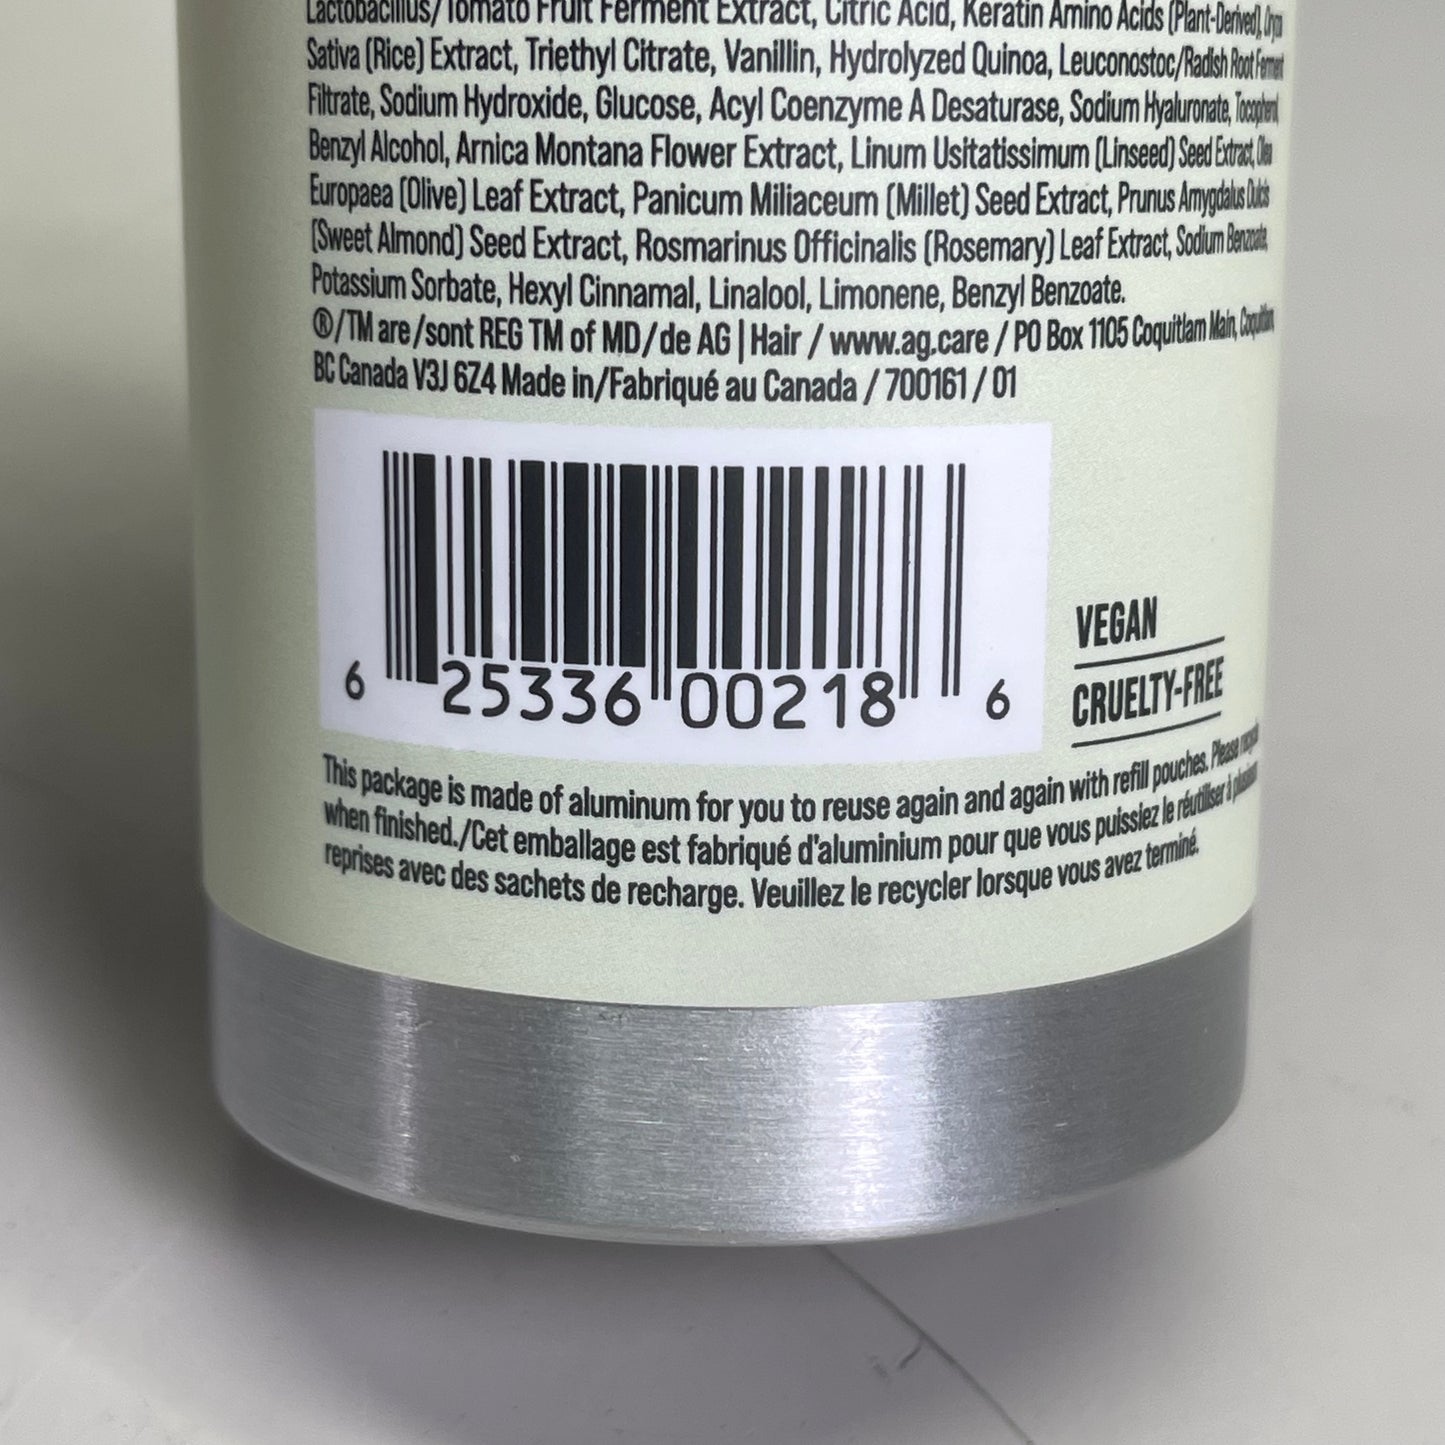 Lactobacillus/Tomato Fruit Ferment Extract, Citric Acid, Keratin Amino Acids (Plant-Derived), Oryza
Sativa (Rice) Extract, Triethyl Citrate, Vanillin, Hydrolyzed Quinoa, Leuconostoc/Radish Root Ferment
Filtrate, Sodium Hydroxide, Glucose, Acyl Coenzyme A Desaturase, Sodium Hyaluronate, Tocopherol,
Benzyl Alcohol, Arnica Montana Flower Extract, Linum Usitatissimum (Linseed) Seed Extract, Olea
Europaea (Olive) Leaf Extract, Panicum Miliaceum (Millet) Seed Extract, Prunus Amygdalus Dulcis
(Sweet Almond) Seed Extract, Rosmarinus Officinalis (Rosemary) Leaf Extract, Sodium Benzoate,
Potassium Sorbate, Hexyl Cinnamal, Linalool, Limonene, Benzyl Benzoate.
®/TM are/sont REG TM of MD/de AG | Hair / www.ag.care / PO Box 1105 Coquitlam Main, Coquitlam,
BC Canada V3J 6Z4 Made in/Fabriqué au Canada / 700161 / 01
6 25336 00218 6
VEGAN
CRUELTY-FREE
This package is made of aluminum for you to reuse again and again with refill pouches. Please recycle
when finished./Cet emballage est fabriqué d'aluminium pour que vous puissiez le réutiliser à plusieurs
reprises avec des sachets de recharge. Veuillez le recycler lorsque vous avez terminé.